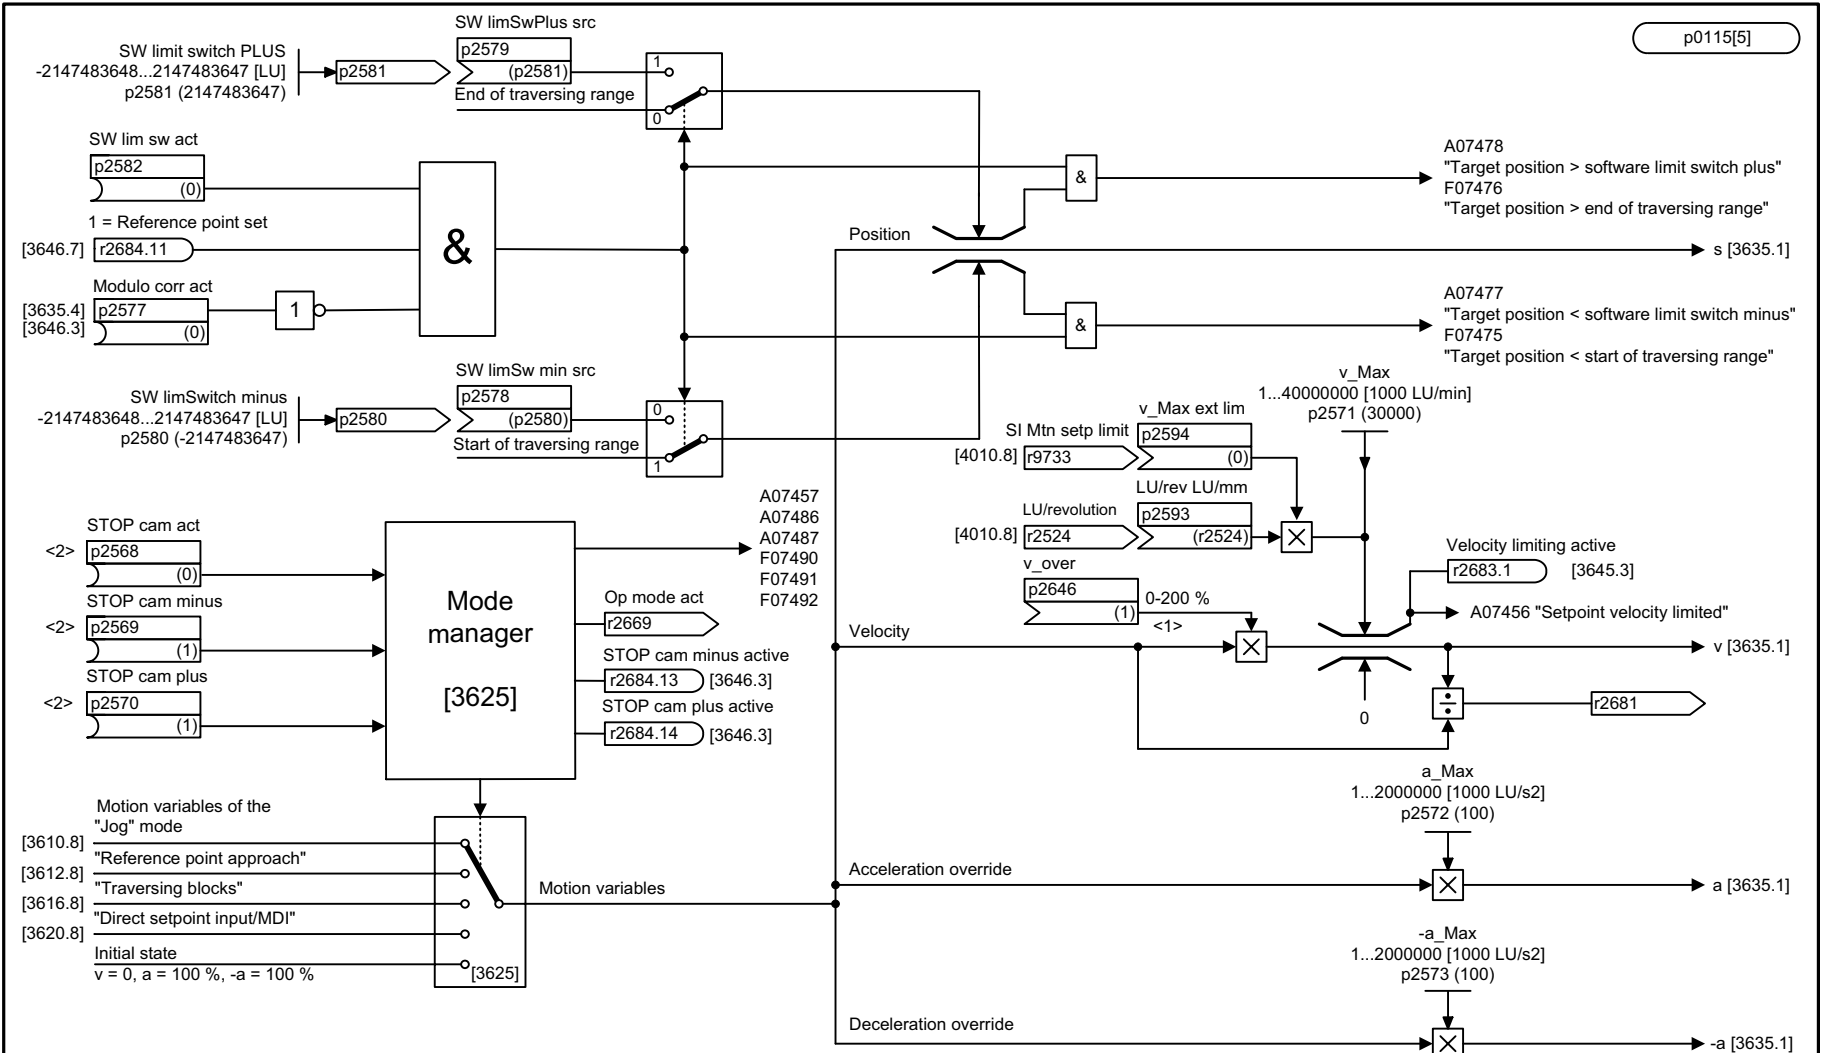 SW limSwPlus src
p0115[5]
SW limit switch PLUS
-2147483648...2147483647 [LU]
p2581 (2147483647)
p2581
p2579
(p2581)
End of traversing range
1
0
SW lim sw act
p2582
(0)
1 = Reference point set
[3646.7]
r2684.11
Modulo corr act
[3635.4]
[3646.3]
p2577
(0)
1
&
&
A07478
"Target position > software limit switch plus"
F07476
"Target position > end of traversing range"
Position
s [3635.1]
&
A07477
"Target position < software limit switch minus"
F07475
"Target position < start of traversing range"
SW limSwitch minus
-2147483648...2147483647 [LU]
p2580 (-2147483647)
p2580
SW limSw min src
p2578
(p2580)
Start of traversing range
0
1
v_Max
1...40000000 [1000 LU/min]
p2571 (30000)
v_Max ext lim
SI Mtn setp limit
p2594
[4010.8]
r9733
(0)
LU/rev LU/mm
LU/revolution
p2593
[4010.8]
r2524
(r2524)
v_over
p2646
(1)
0-200 %
<1>
Velocity limiting active
r2683.1
[3645.3]
A07456 "Setpoint velocity limited"
Velocity
v [3635.1]
0
r2681
STOP cam act
<2>
p2568
(0)
STOP cam minus
<2>
p2569
(1)
STOP cam plus
<2>
p2570
(1)
Mode
manager
[3625]
A07457
A07486
A07487
F07490
F07491
F07492
Op mode act
r2669
STOP cam minus active
r2684.13
[3646.3]
STOP cam plus active
r2684.14
[3646.3]
Motion variables of the
"Jog" mode
[3610.8]
"Reference point approach"
[3612.8]
"Traversing blocks"
[3616.8]
"Direct setpoint input/MDI"
[3620.8]
Initial state
v = 0, a = 100 %, -a = 100 %
[3625]
Motion variables
a_Max
1...2000000 [1000 LU/s2]
p2572 (100)
Acceleration override
a [3635.1]
-a_Max
1...2000000 [1000 LU/s2]
p2573 (100)
Deceleration override
-a [3635.1]